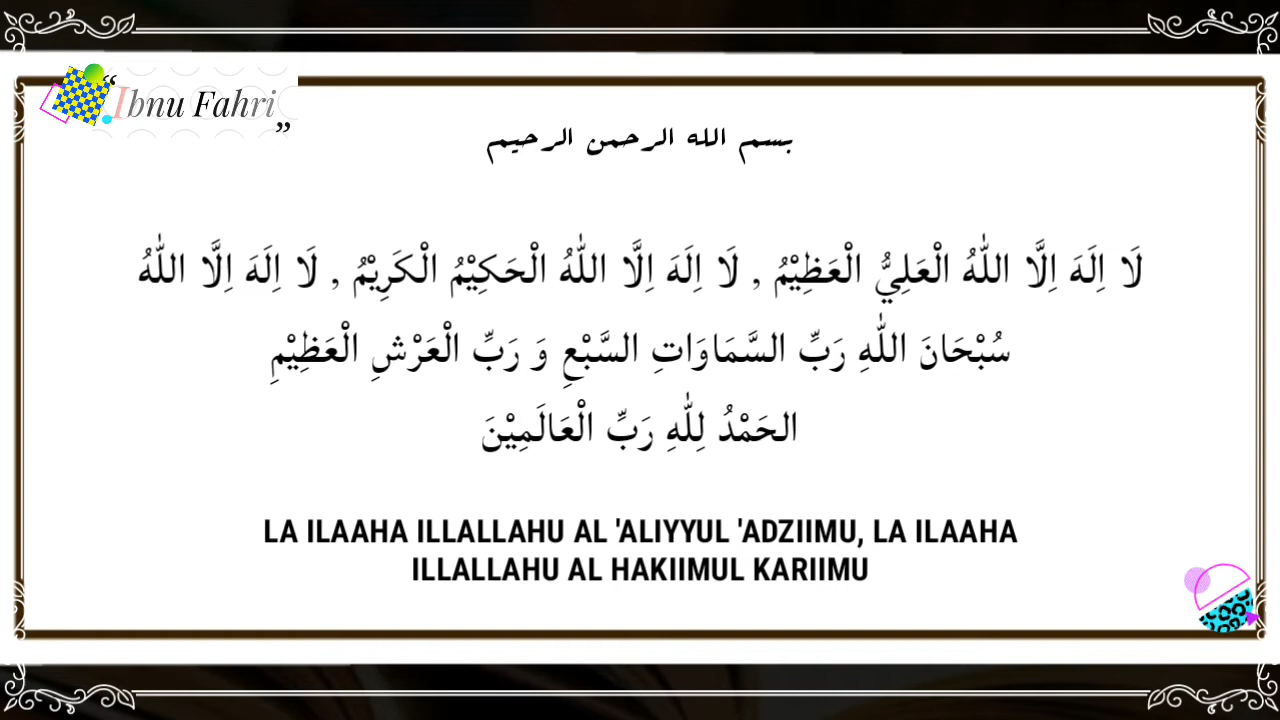 “Ibnu Fahri”
بسم الله الرحمن الرحيم
لَا اِلَهَ اِلَّا اللّٰهُ الْعَلِيُّ الْعَظِيْمُ , لَا اِلَهَ اِلَّا اللّٰهُ الْحَكِيْمُ الْكَرِيْمُ , لَا اِلَهَ اِلَّا اللّٰهُ
سُبْحَانَ اللّٰهِ رَبِّ السَّمَاوَاتِ السَّبْعِ وَ رَبِّ الْعَرْشِ الْعَظِيْمِ
الحَمْدُ لِلّٰهِ رَبِّ الْعَالَمِيْنَ
LA ILAAHA ILLALLAHU AL 'ALIYYUL 'ADZIIMU, LA ILAAHA
ILLALLAHU AL HAKIIMUL KARIIMU